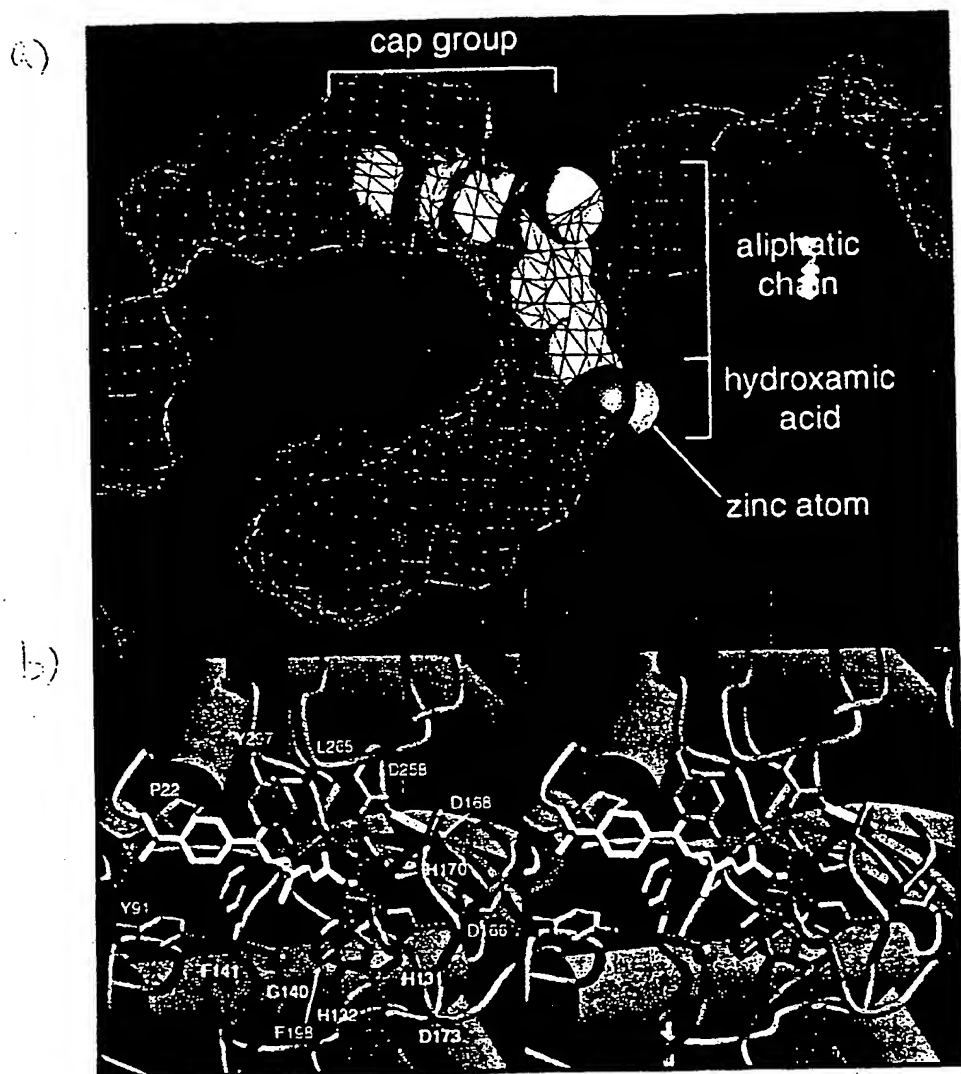 a)
cap group
aliphatic
chain
hydroxamic
acid
zinc atom
b)
Y297
L265
D258
P22
D168
H170
Y91
D166
F141
H131
G140
H132
F198
D173